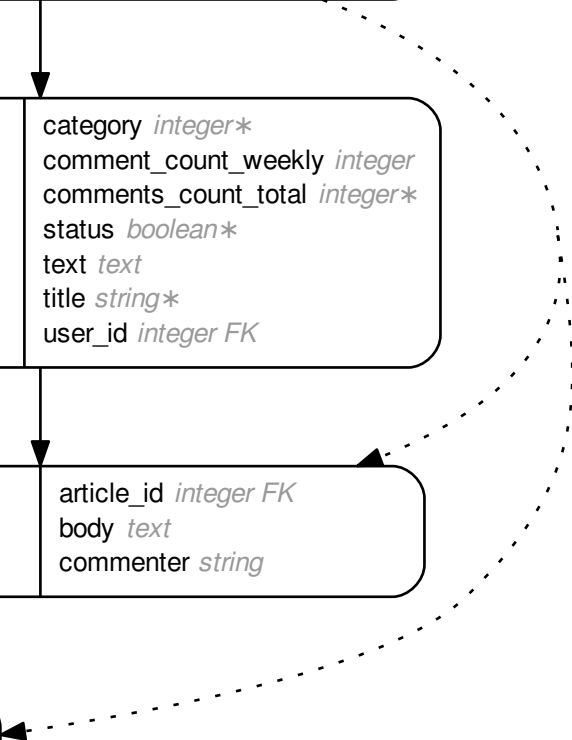 category integer*
comment_count_weekly integer
comments_count_total integer*
status boolean*
text text
title string*
user_id integer FK
article_id integer FK
body text
commenter string